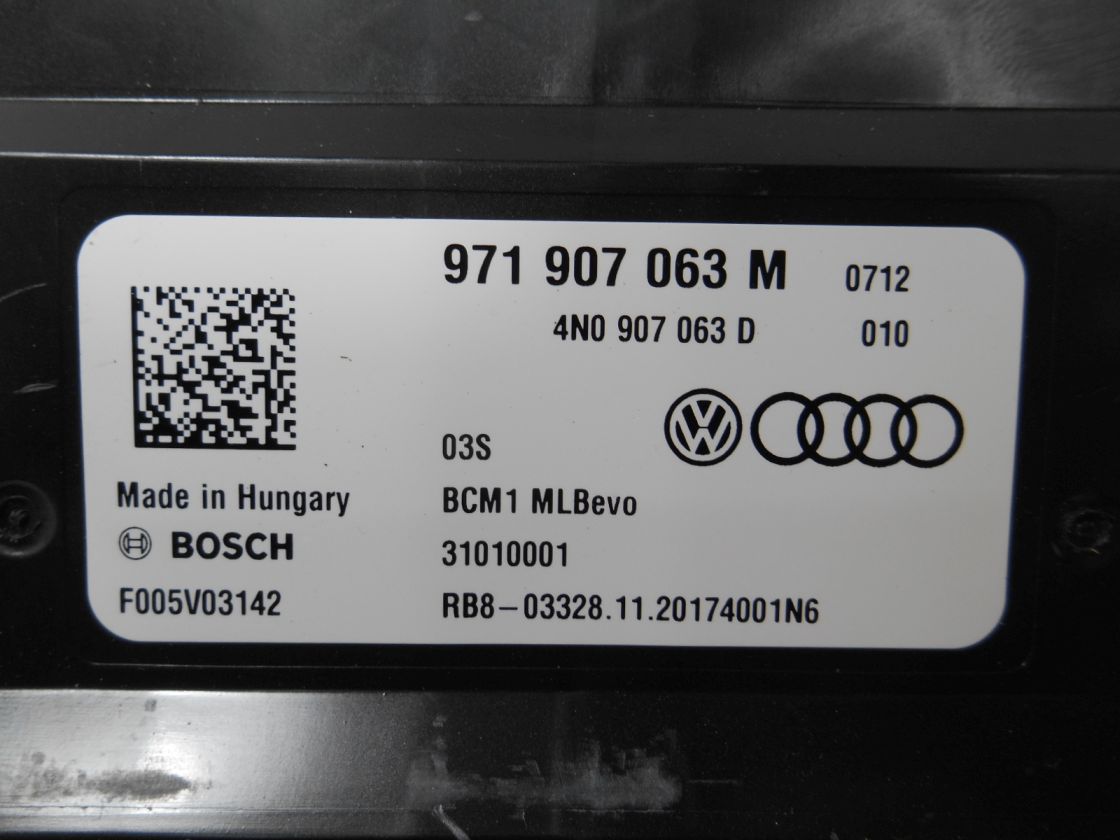 971 907 063 M 0712
4N0 907 063 D 010
03S
Made in Hungary
BCM1 MLBevo
BOSCH
31010001
F005V03142
RB8-03328.11.20174001N6